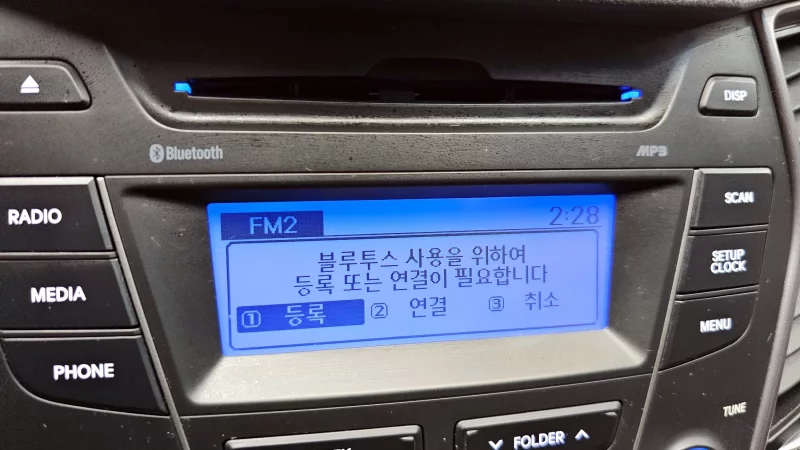 DISP
Bluetooth
MP3
RADIO
SCAN
FM2 2:28
블루투스 사용을 위하여
등록 또는 연결이 필요합니다
1 등록 2 연결 3 취소
SETUP
CLOCK
MEDIA
MENU
PHONE
TUNE
FOLDER